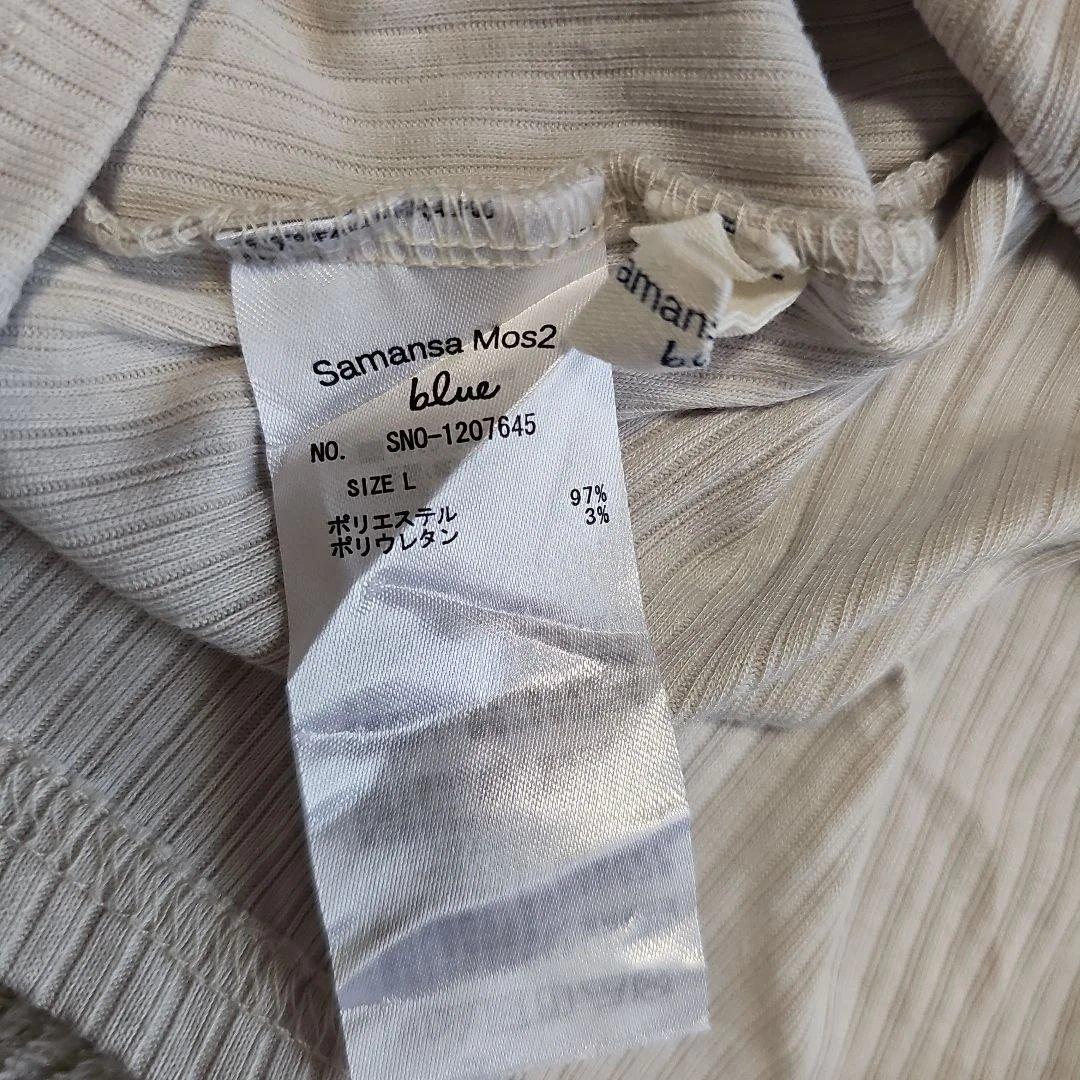 Samansa Mos2
blue
NO. SNO-1207645
SIZE L
ポリエステル 97%
ポリウレタン 3%
amans